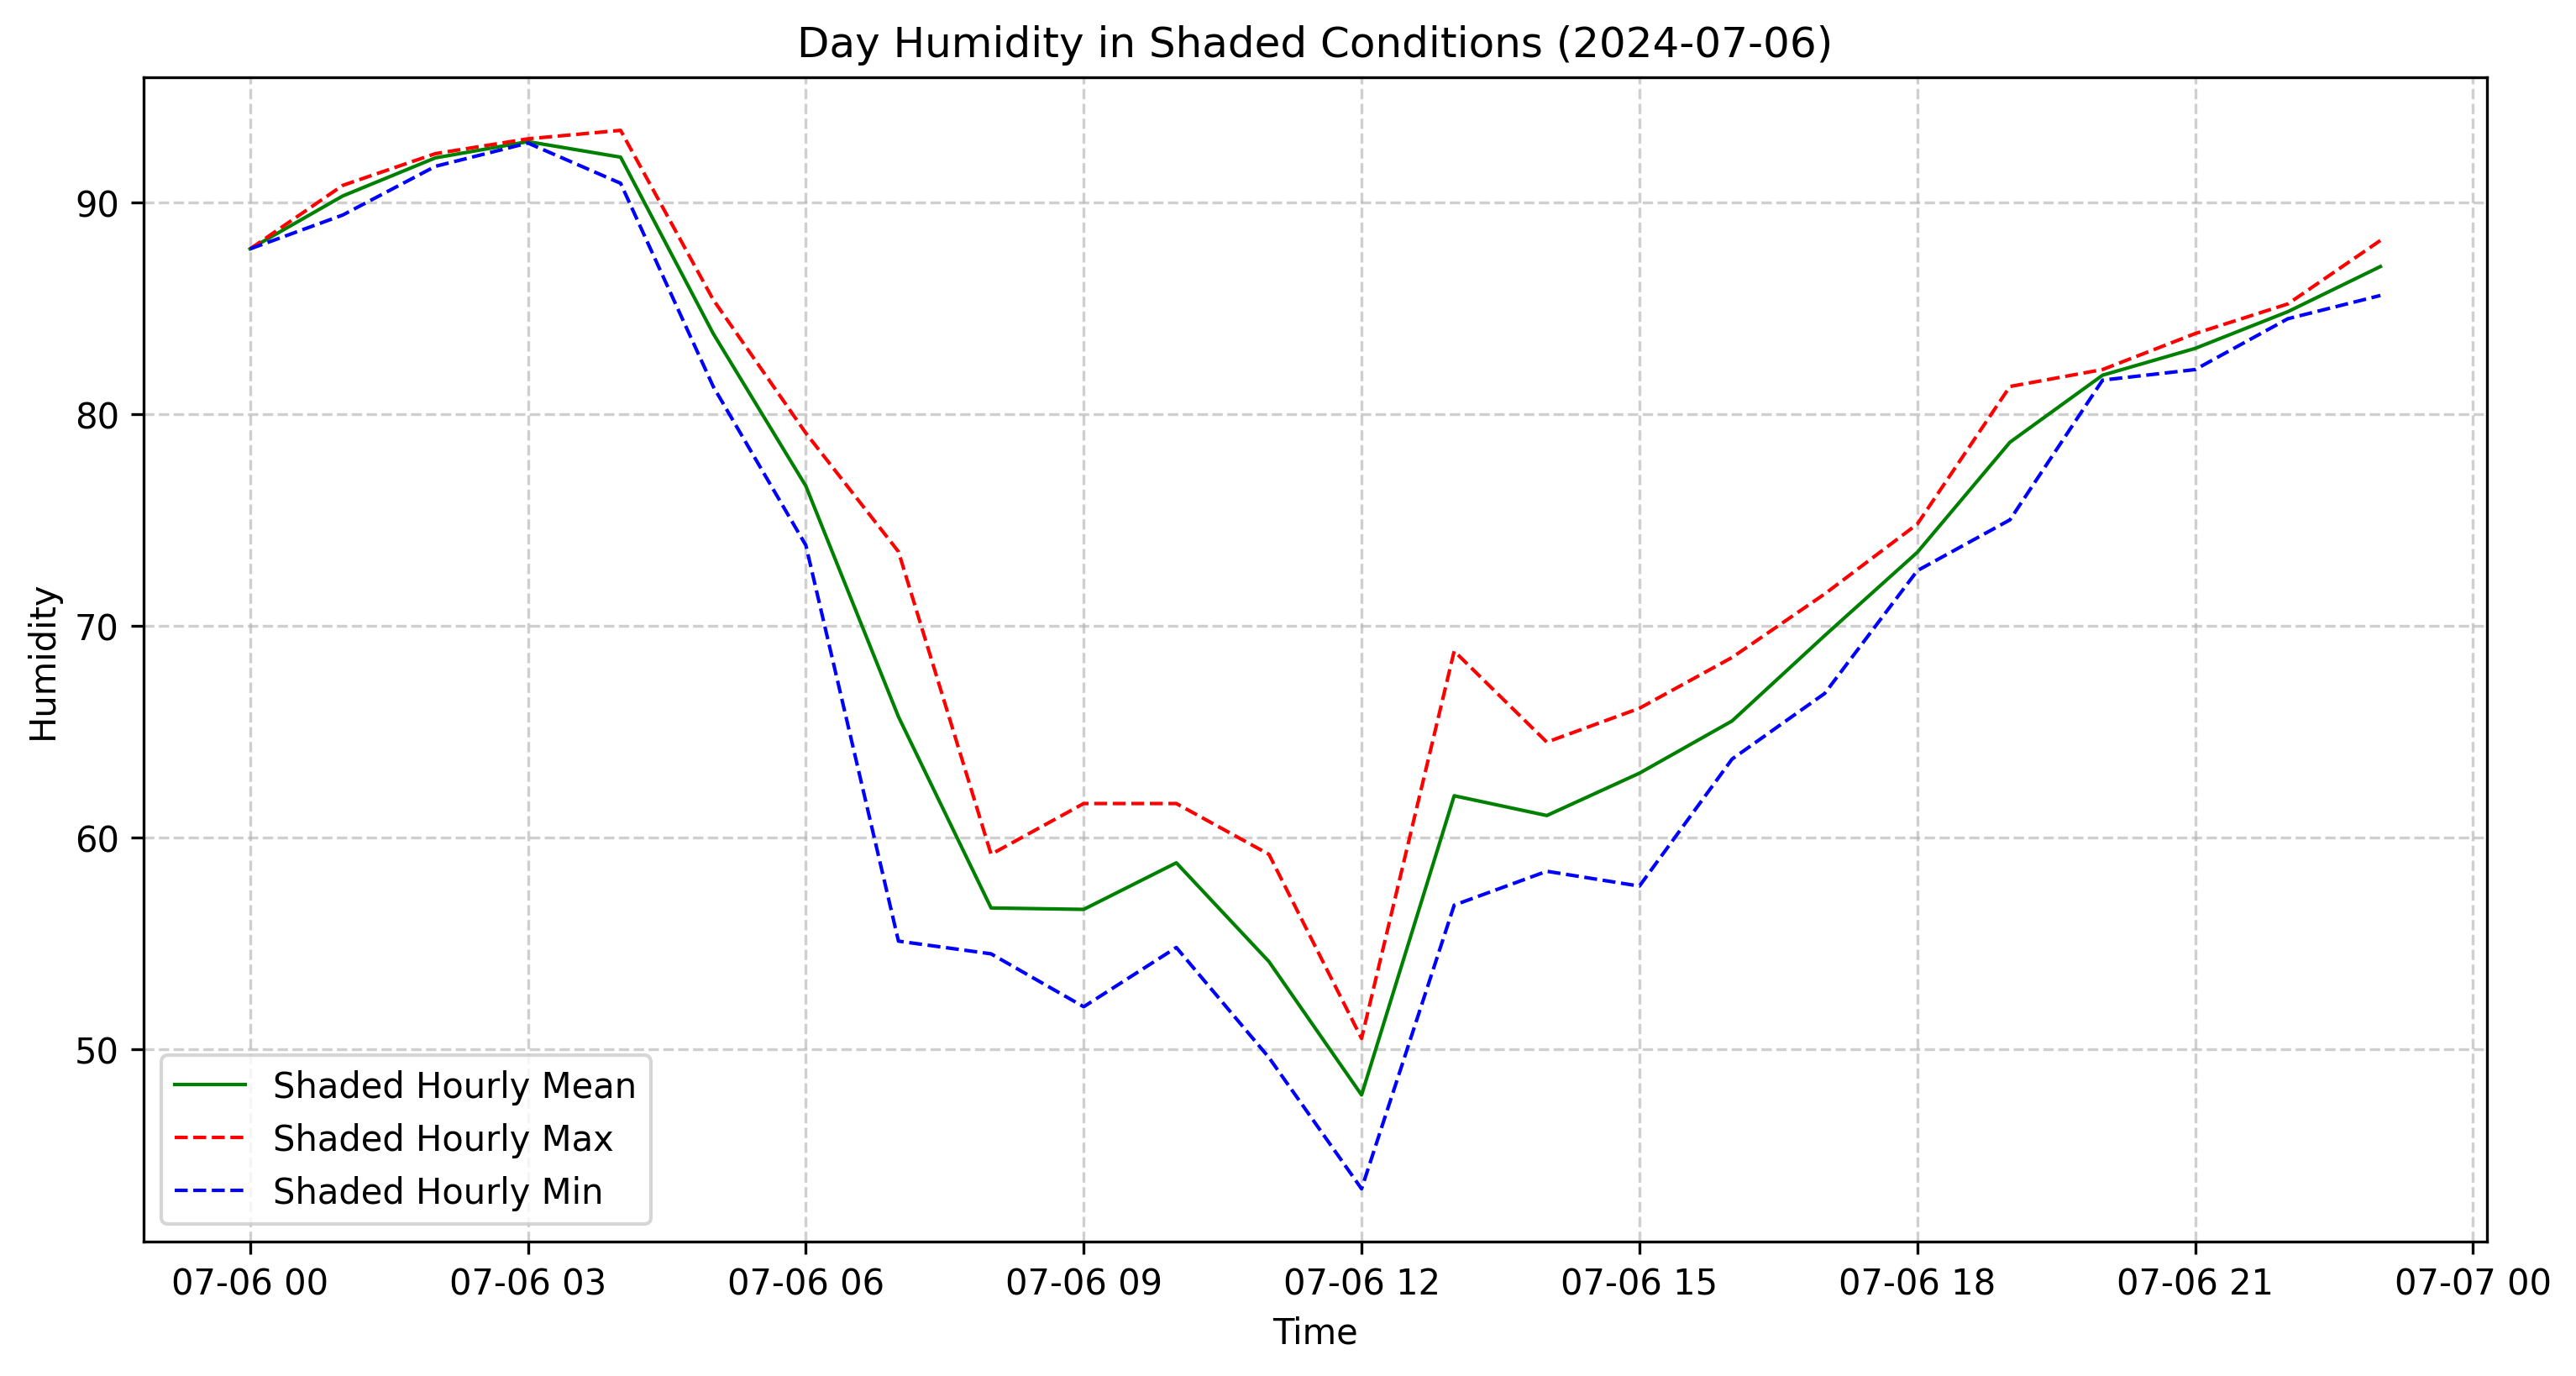 Day Humidity in Shaded Conditions (2024-07-06)
Humidity
90
80
70
60
50
Shaded Hourly Mean
Shaded Hourly Max
Shaded Hourly Min
07-06 00 07-06 03 07-06 06 07-06 09 07-06 12 07-06 15 07-06 18 07-06 21 07-07 00
Time